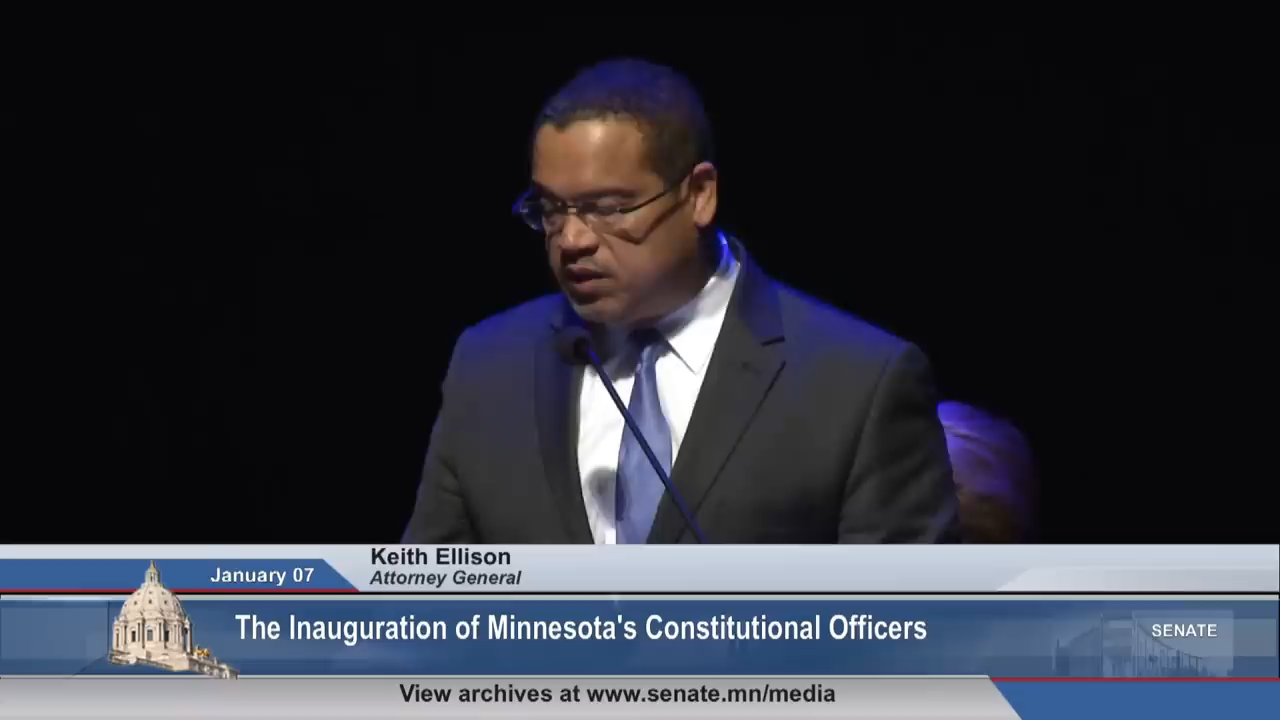 Keith Ellison
January 07
Attorney General
The Inauguration of Minnesota's Constitutional Officers
SENATE
View archives at www.senate.mn/media